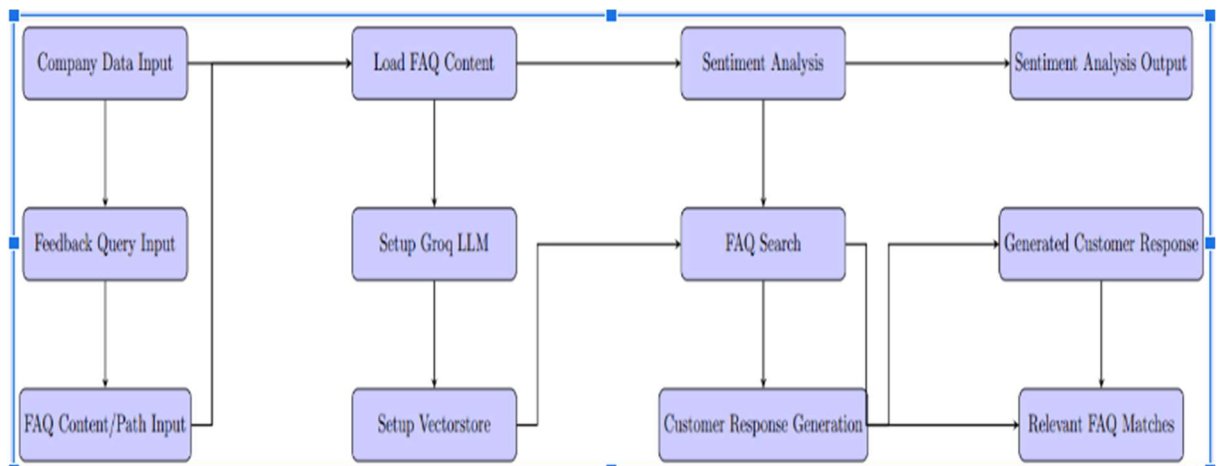 Company Data Input
Load FAQ Content
Sentiment Analysis
Sentiment Analysis Output
Feedback Query Input
Setup Groq LLM
FAQ Search
Generated Customer Response
FAQ Content/Path Input
Setup Vectorstore
Customer Response Generation
Relevant FAQ Matches